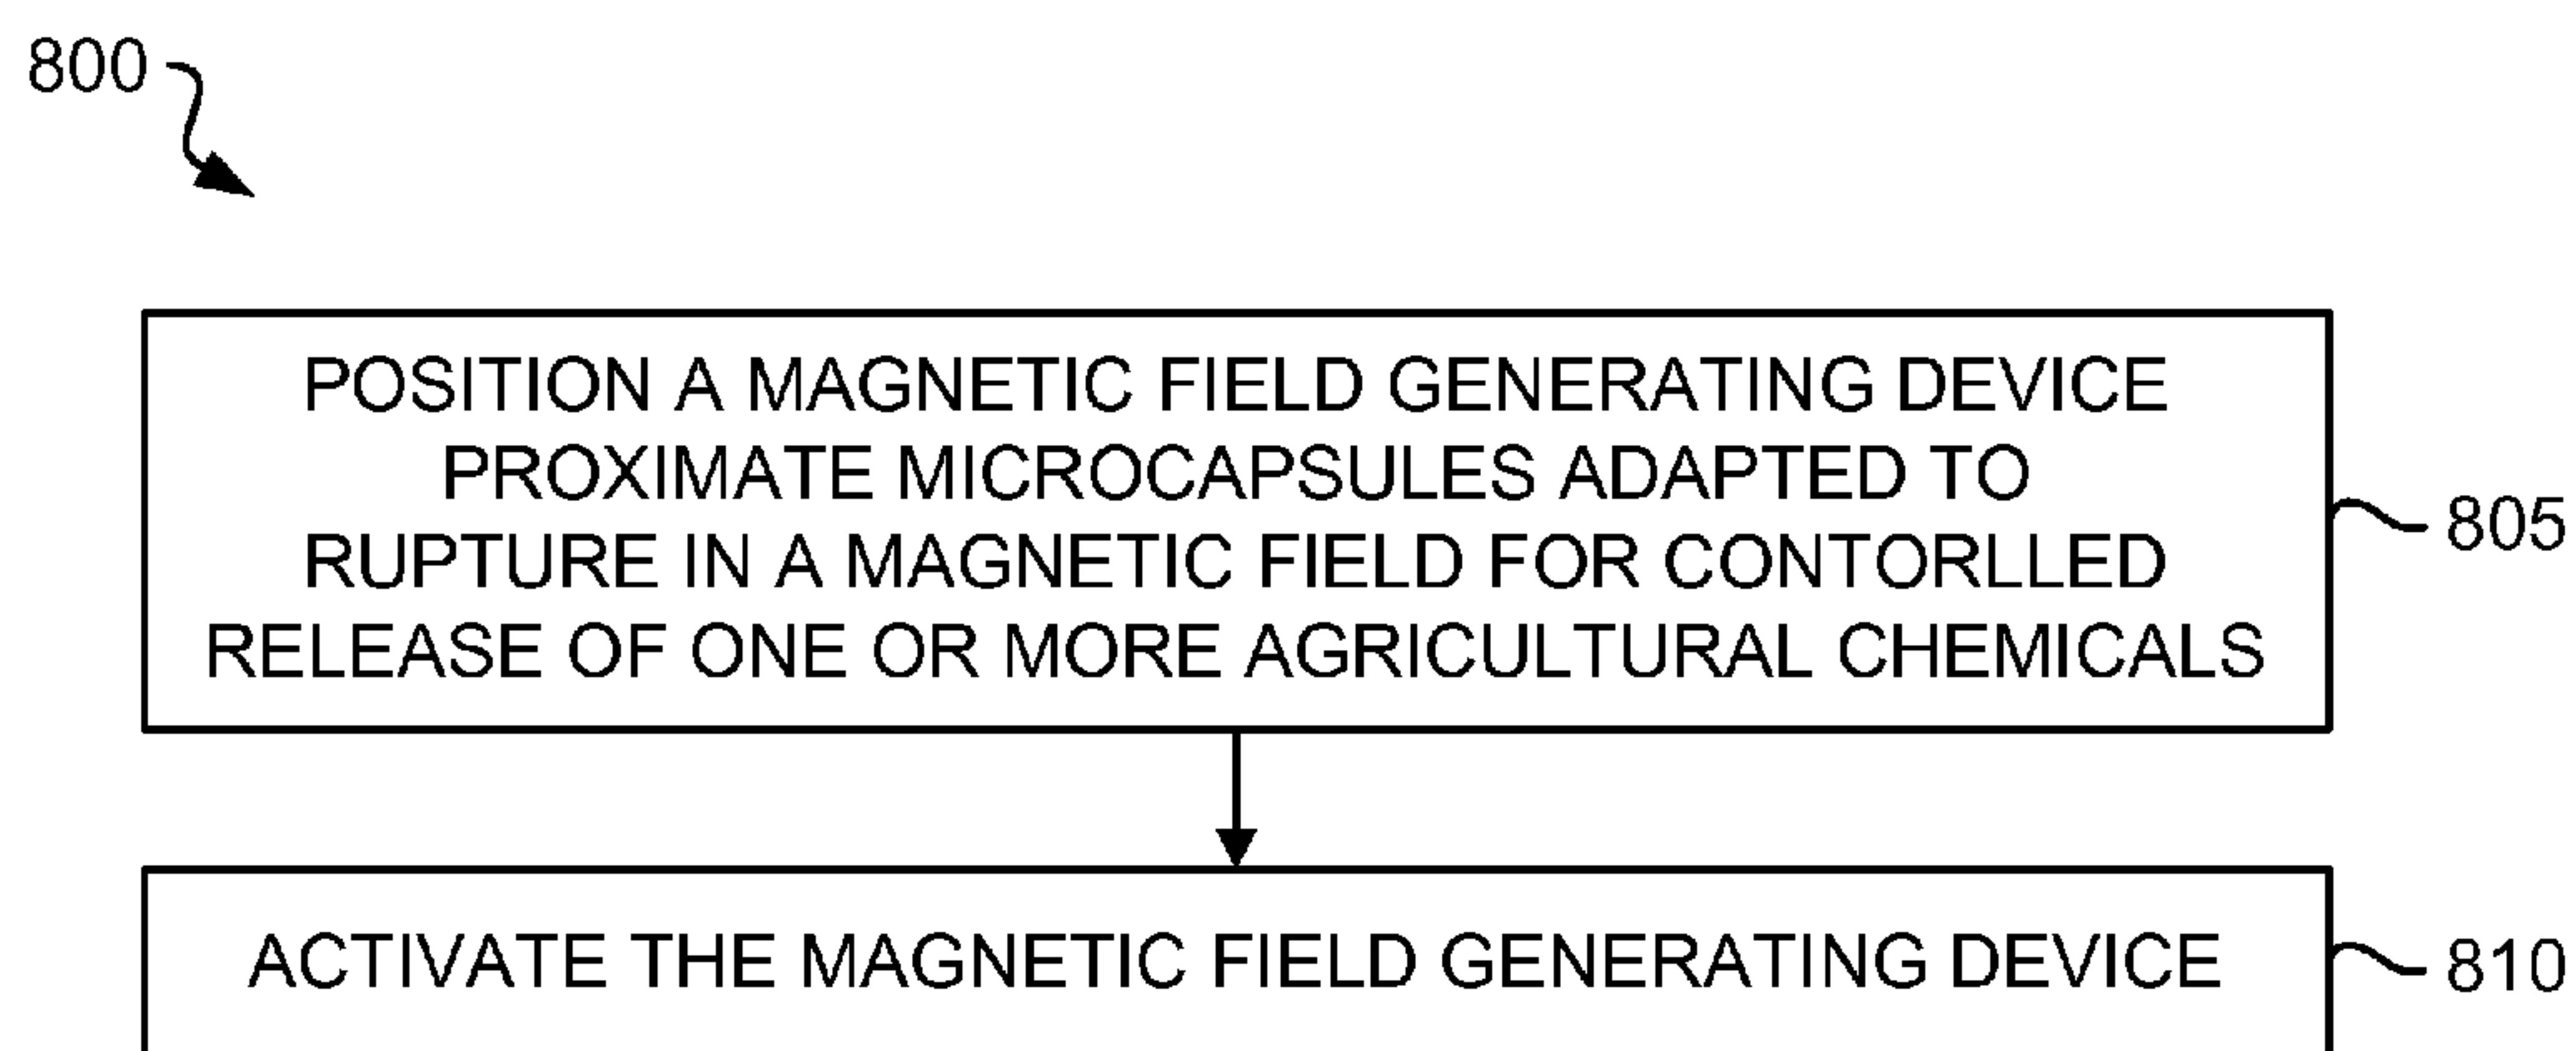 800
POSITION A MAGNETIC FIELD GENERATING DEVICE
PROXIMATE MICROCAPSULES ADAPTED TO
RUPTURE IN A MAGNETIC FIELD FOR CONTORLLED
RELEASE OF ONE OR MORE AGRICULTURAL CHEMICALS
805
ACTIVATE THE MAGNETIC FIELD GENERATING DEVICE
810